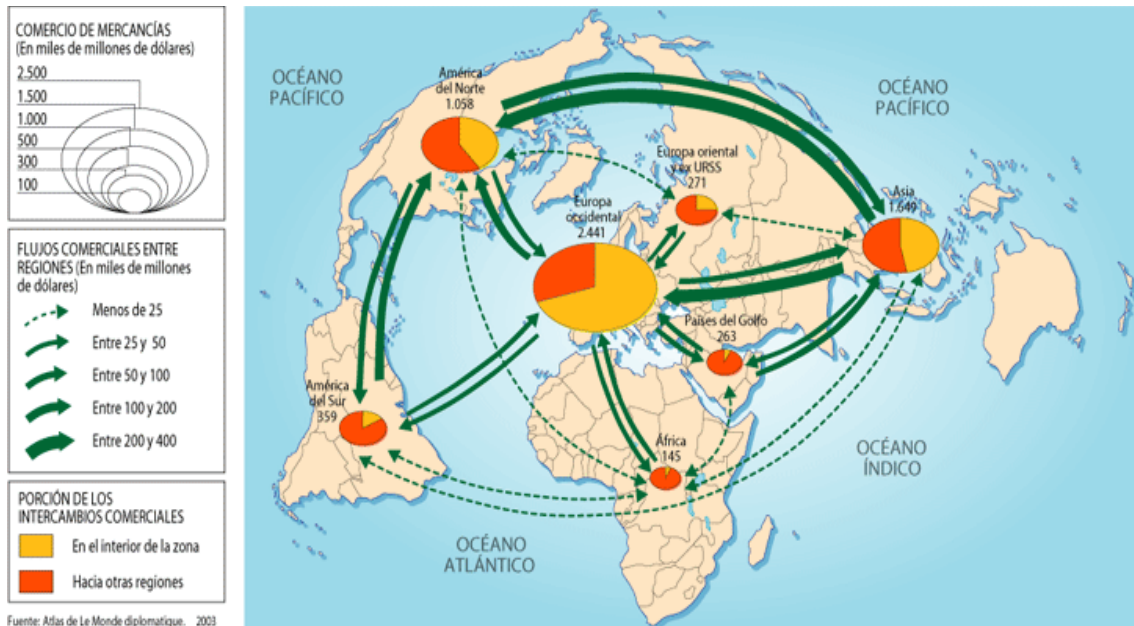 COMERCIO DE MERCANCÍAS
(En miles de millones de dólares)
2.500
1.500
1.000
500
300
100
FLUJOS COMERCIALES ENTRE
REGIONES (En miles de millones
de dólares)
Menos de 25
Entre 25 y 50
Entre 50 y 100
Entre 100 y 200
Entre 200 y 400
PORCIÓN DE LOS
INTERCAMBIOS COMERCIALES
En el interior de la zona
Hacia otras regiones
Fuente: Atlas de Le Monde diplomatique. 2003
OCÉANO
PACÍFICO
América
del Norte
1.058
OCÉANO
PACÍFICO
Europa oriental
y ex URSS
271
Asia
1.649
Europa
occidental
2.441
Países del Golfo
263
América
del Sur
359
África
145
OCÉANO
ÍNDICO
OCÉANO
ATLÁNTICO